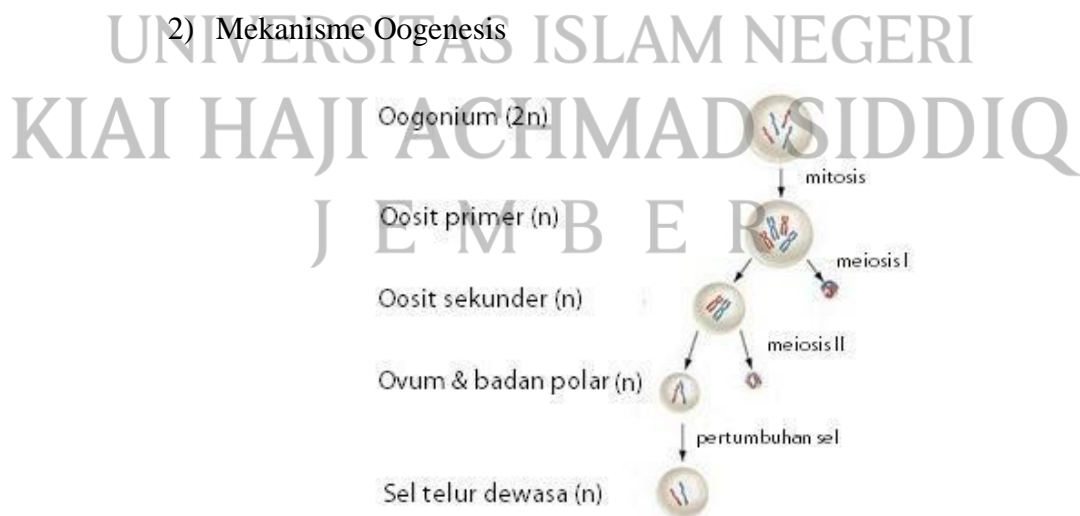 UNIVERSITAS ISLAM NEGERI
2) Mekanisme Oogenesis
KIAI HAJI ACHMAD SIDDIQ
Oogonium (2n)
mitosis
JEMBER
Oosit primer (n)
meiosis I
Oosit sekunder (n)
meiosis II
Ovum & badan polar (n)
pertumbuhan sel
Sel telur dewasa (n)